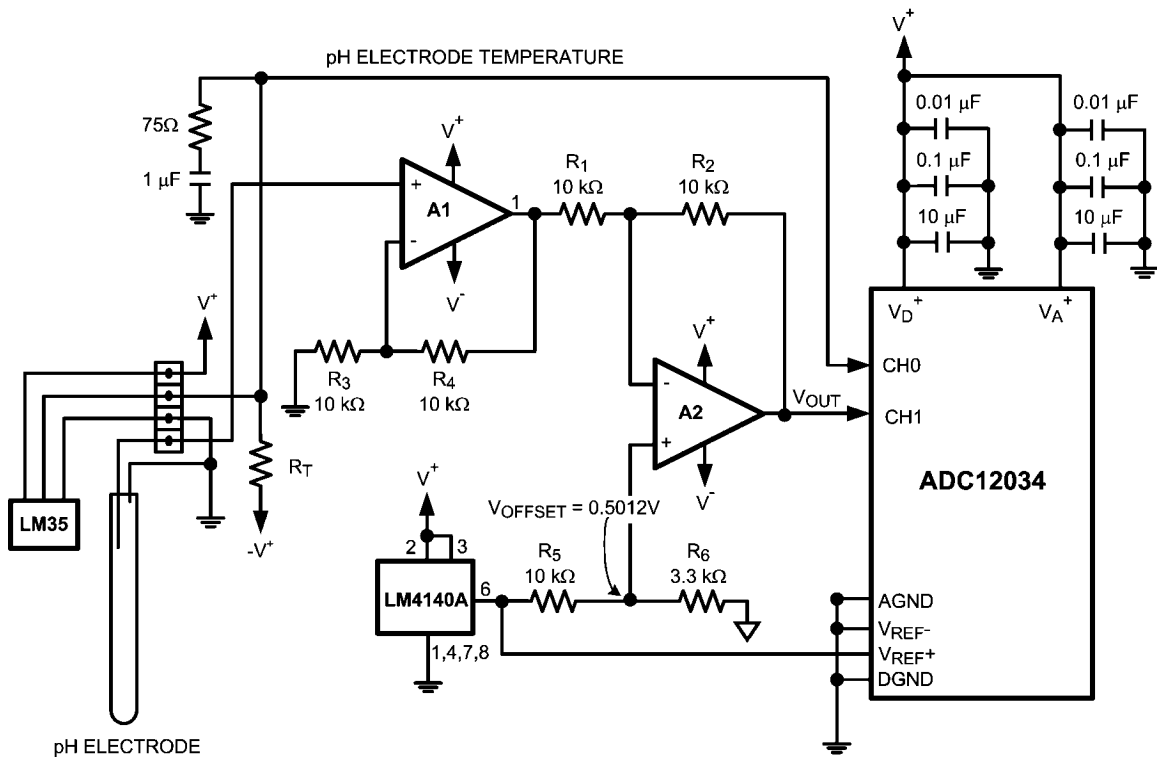 V+
pH ELECTRODE TEMPERATURE
75Ω
1 µF
0.01 µF
0.1 µF
10 µF
0.01 µF
0.1 µF
10 µF
V+
+
A1
-
1
V-
R1
10 kΩ
R2
10 kΩ
VD+
VA+
V+
R3
10 kΩ
R4
10 kΩ
V+
-
A2
+
V-
VOUT
CH0
CH1
ADC12034
RT
-V+
LM35
VOFFSET = 0.5012V
V+
2
3
LM4140A
6
1,4,7,8
R5
10 kΩ
R6
3.3 kΩ
AGND
VREF-
VREF+
DGND
pH ELECTRODE